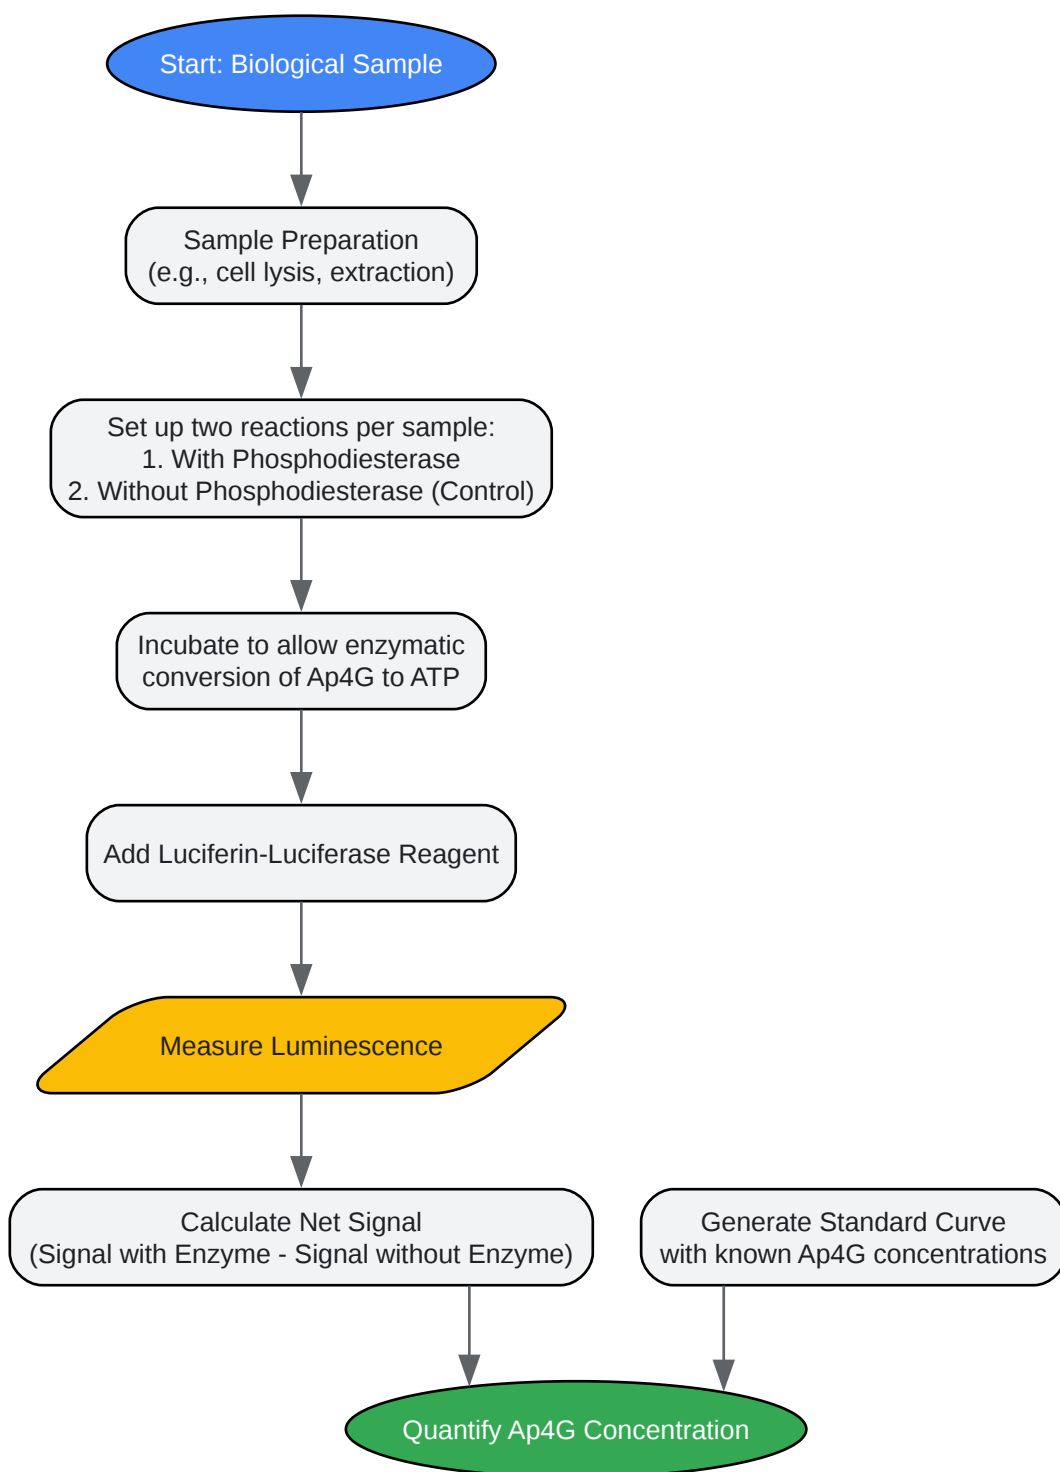 Start: Biological Sample
Sample Preparation
(e.g., cell lysis, extraction)
Set up two reactions per sample:
1. With Phosphodiesterase
2. Without Phosphodiesterase (Control)
Incubate to allow enzymatic
conversion of Ap4G to ATP
Add Luciferin-Luciferase Reagent
Measure Luminescence
Calculate Net Signal
(Signal with Enzyme - Signal without Enzyme)
Generate Standard Curve
with known Ap4G concentrations
Quantify Ap4G Concentration